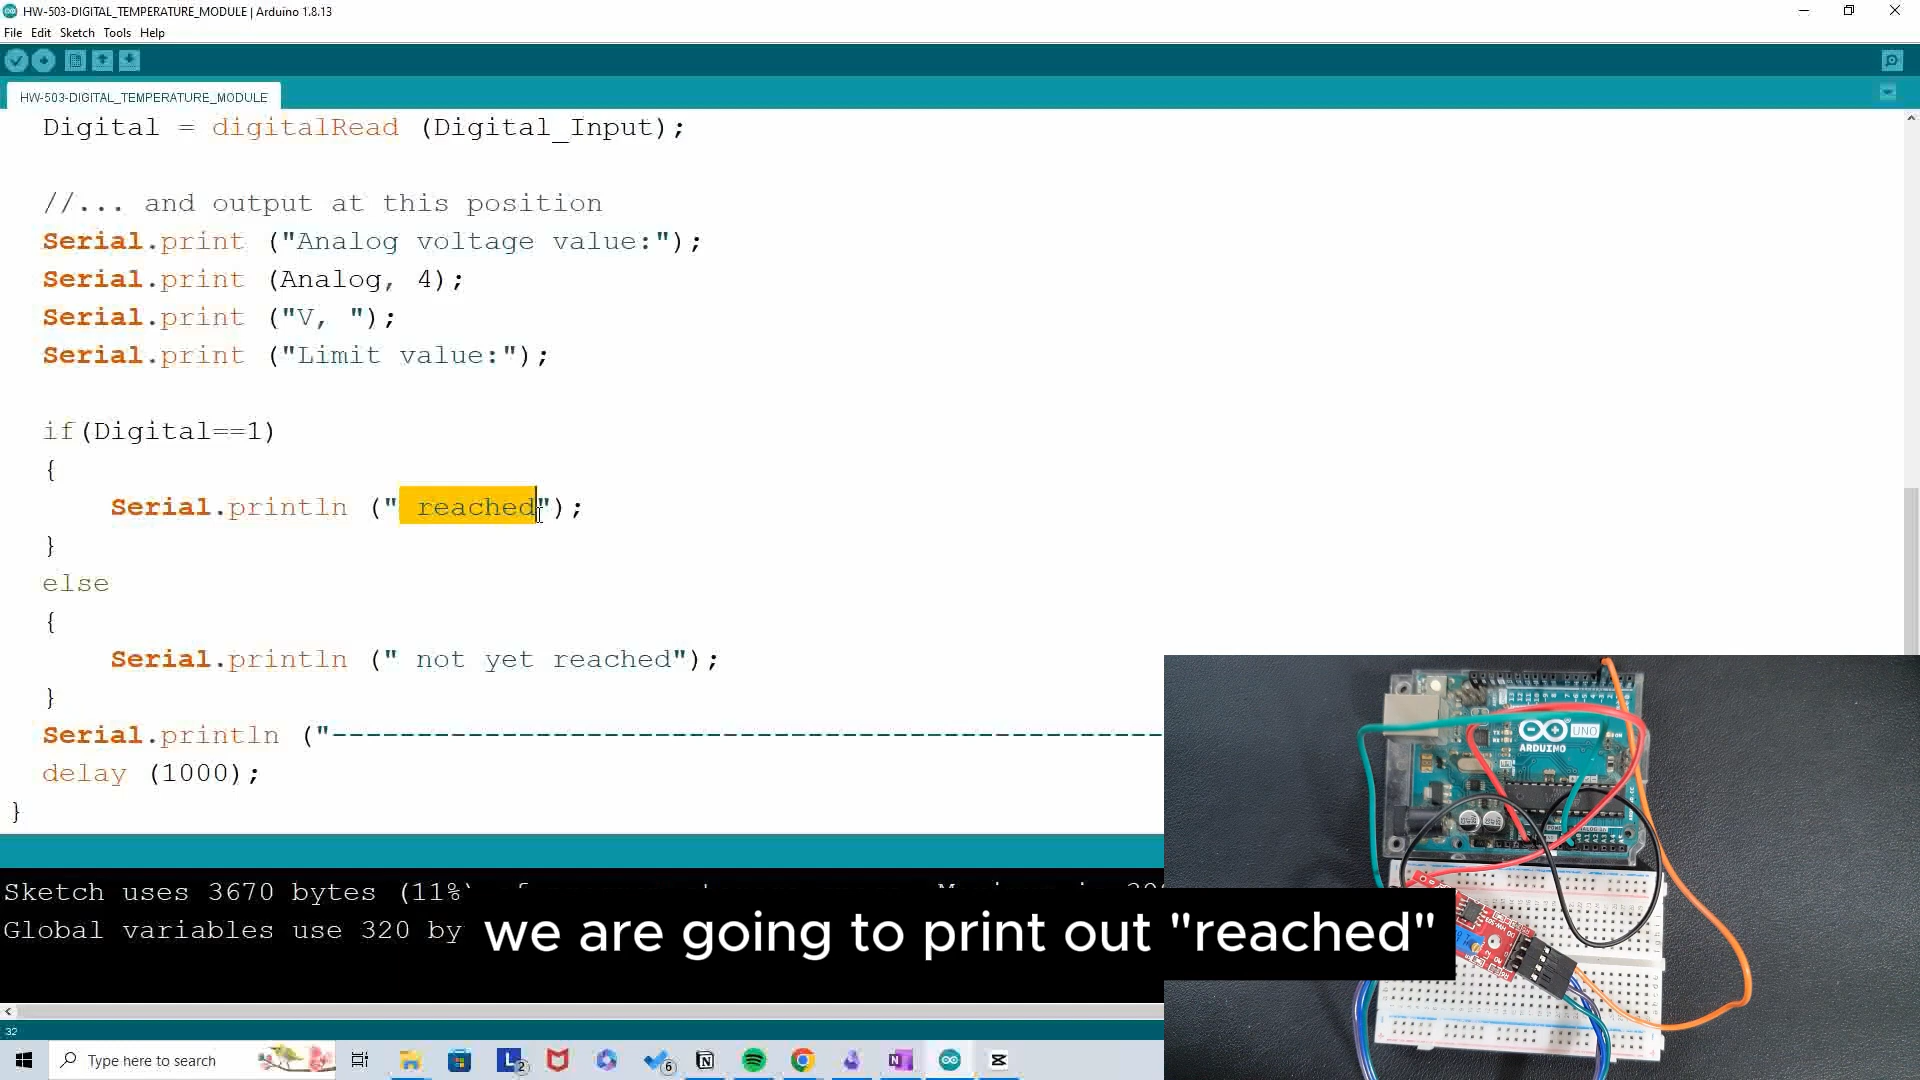 HW-503-DIGITAL_TEMPERATURE_MODULE | Arduino 1.8.13
File Edit Sketch Tools Help
HW-503-DIGITAL_TEMPERATURE_MODULE
Digital = digitalRead (Digital_Input);
//... and output at this position
Serial.print ("Analog voltage value:");
Serial.print (Analog, 4);
Serial.print ("V, ");
Serial.print ("Limit value:");
if(Digital==1)
{
Serial.println (" reached");
}
else
{
Serial.println (" not yet reached");
}
Serial.println ("-------------------------------------------------
delay (1000);
}
Sketch uses 3670 bytes (11%)
Global variables use 320 by
we are going to print out "reached"
32
Type here to search
UNO
ARDUINO